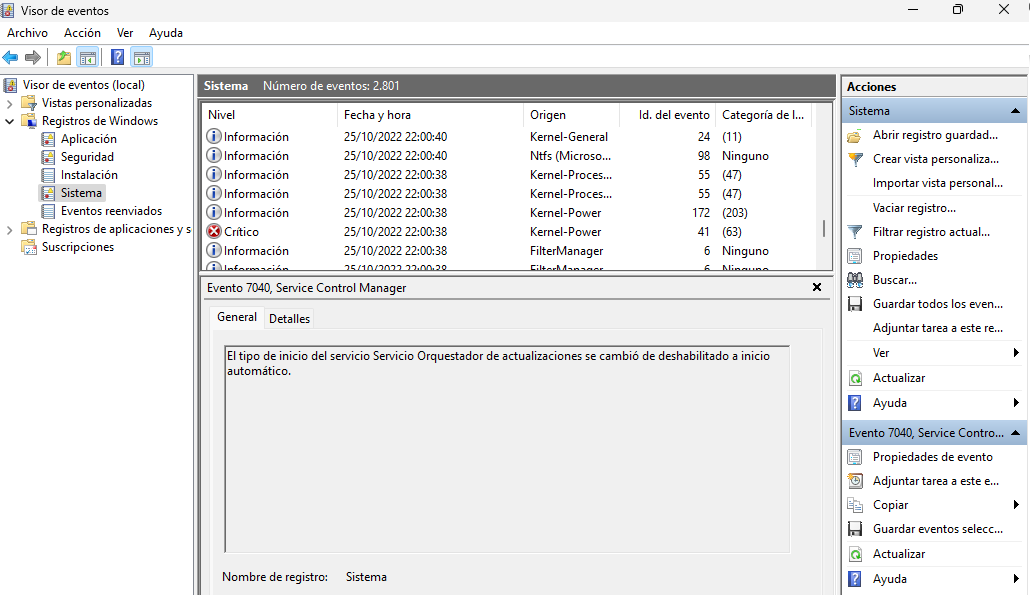 Visor de eventos
Archivo Acción Ver Ayuda
Visor de eventos (local)
Vistas personalizadas
Registros de Windows
Aplicación
Seguridad
Instalación
Sistema
Eventos reenviados
Registros de aplicaciones y s
Suscripciones
Sistema Número de eventos: 2.801
Nivel Fecha y hora Origen Id. del evento Categoría de l...
Información 25/10/2022 22:00:40 Kernel-General 24 (11)
Información 25/10/2022 22:00:40 Ntfs (Microso... 98 Ninguno
Información 25/10/2022 22:00:38 Kernel-Proces... 55 (47)
Información 25/10/2022 22:00:38 Kernel-Proces... 55 (47)
Información 25/10/2022 22:00:38 Kernel-Power 172 (203)
Crítico 25/10/2022 22:00:38 Kernel-Power 41 (63)
Información 25/10/2022 22:00:38 FilterManager 6 Ninguno
Información 25/10/2022 22:00:38 FilterManager 6 Ninguno
Evento 7040, Service Control Manager
General Detalles
El tipo de inicio del servicio Servicio Orquestador de actualizaciones se cambió de deshabilitado a inicio
automático.
Nombre de registro: Sistema
Acciones
Sistema
Abrir registro guardad...
Crear vista personaliza...
Importar vista personal...
Vaciar registro...
Filtrar registro actual...
Propiedades
Buscar...
Guardar todos los even...
Adjuntar tarea a este re...
Ver
Actualizar
Ayuda
Evento 7040, Service Contro...
Propiedades de evento
Adjuntar tarea a este e...
Copiar
Guardar eventos selecc...
Actualizar
Ayuda